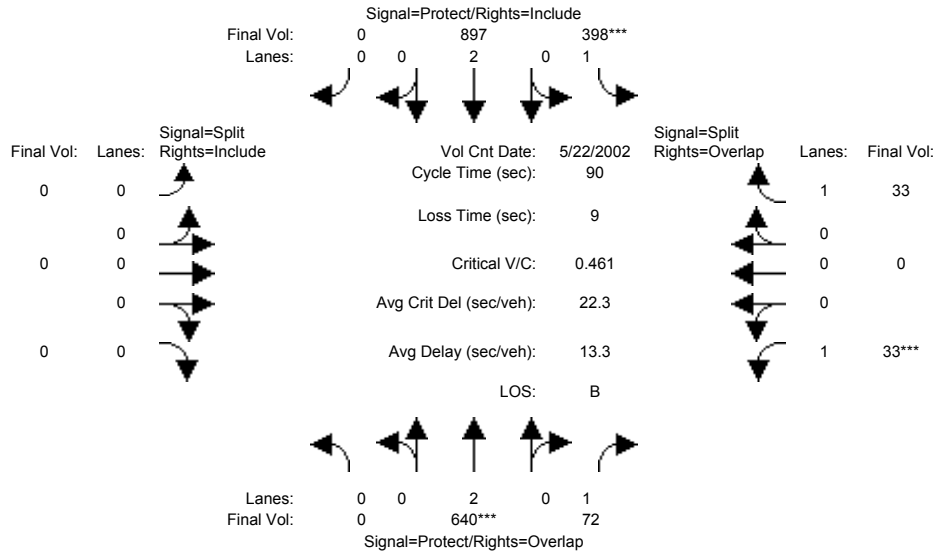 Signal=Protect/Rights=Include
Final Vol: 0 897 398***
Lanes: 0 0 2 0 1
Signal=Split Signal=Split
Final Vol: Lanes: Rights=Include Vol Cnt Date: 5/22/2002 Rights=Overlap Lanes: Final Vol:
Cycle Time (sec): 90
0 0 1 33
Loss Time (sec): 9
0 0
0 0 Critical V/C: 0.461 0 0
0 Avg Crit Del (sec/veh): 22.3 0
0 0 Avg Delay (sec/veh): 13.3 1 33***
LOS: B
Lanes: 0 0 2 0 1
Final Vol: 0 640*** 72
Signal=Protect/Rights=Overlap